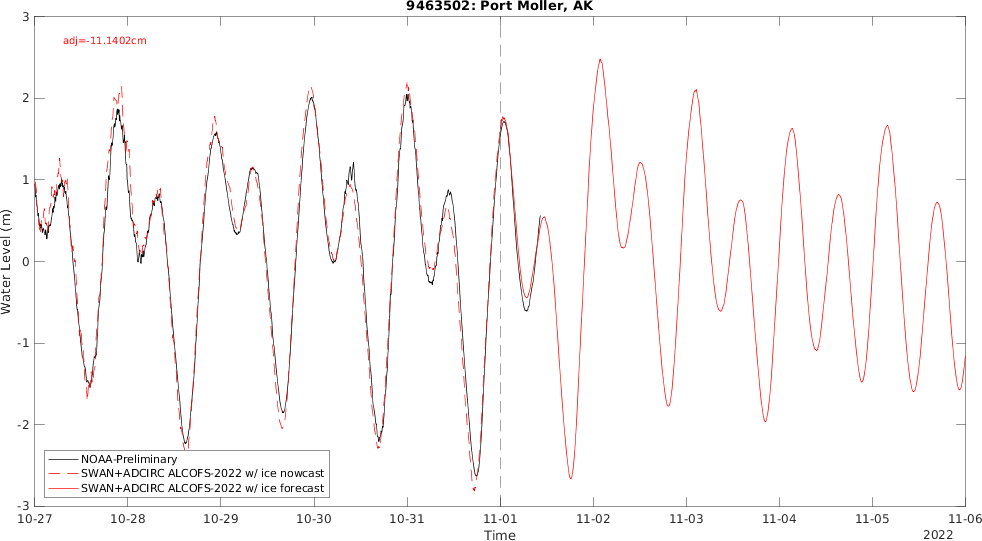 9463502: Port Moller, AK
adj=-11.1402cm
Water Level (m)
3
2
1
0
-1
-2
-3
NOAA-Preliminary
SWAN+ADCIRC ALCOFS-2022 w/ ice nowcast
SWAN+ADCIRC ALCOFS-2022 w/ ice forecast
10-27 10-28 10-29 10-30 10-31 11-01 11-02 11-03 11-04 11-05 11-06
Time
2022